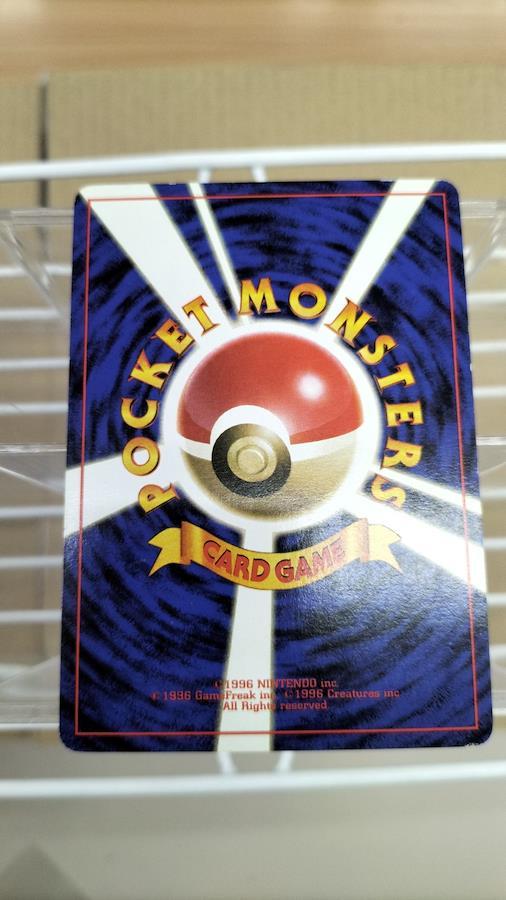 POCKET MONSTERS
CARD GAME
©1996 NINTENDO inc.
©1996 GameFreak inc. ©1996 Creatures inc
All Rights reserved